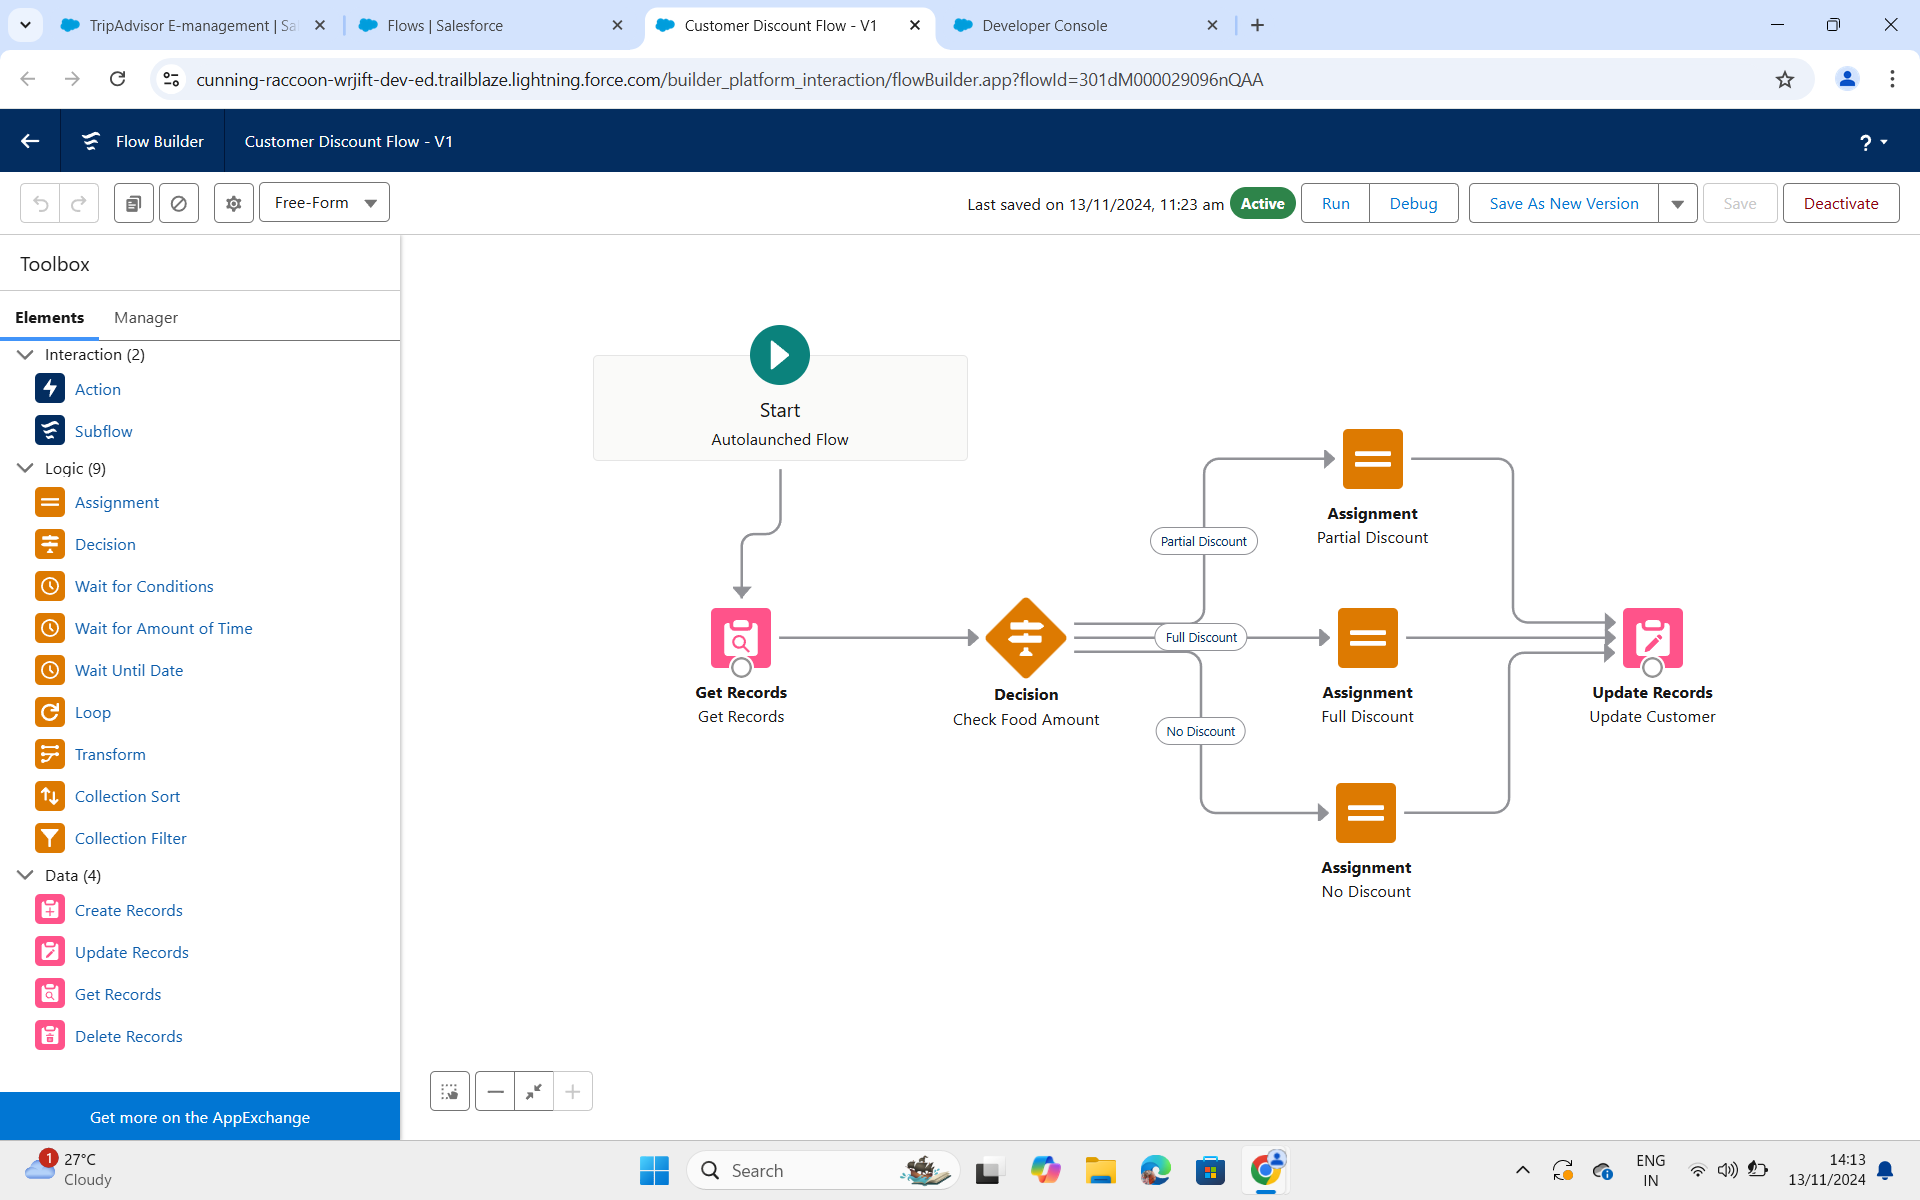 TripAdvisor E-management | Sa
Flows | Salesforce
Customer Discount Flow - V1
Developer Console
cunning-raccoon-wrjift-dev-ed.trailblaze.lightning.force.com/builder_platform_interaction/flowBuilder.app?flowId=301dM000029096nQAA
Flow Builder
Customer Discount Flow - V1
?
Free-Form
Last saved on 13/11/2024, 11:23 am
Active
Run
Debug
Save As New Version
Save
Deactivate
Toolbox
Elements
Manager
Interaction (2)
Action
Subflow
Logic (9)
Assignment
Decision
Wait for Conditions
Wait for Amount of Time
Wait Until Date
Loop
Transform
Collection Sort
Collection Filter
Data (4)
Create Records
Update Records
Get Records
Delete Records
Get more on the AppExchange
Start
Autolaunched Flow
Get Records
Get Records
Decision
Check Food Amount
Partial Discount
Full Discount
No Discount
Assignment
Partial Discount
Assignment
Full Discount
Assignment
No Discount
Update Records
Update Customer
1
27°C
Cloudy
Search
ENG
IN
14:13
13/11/2024